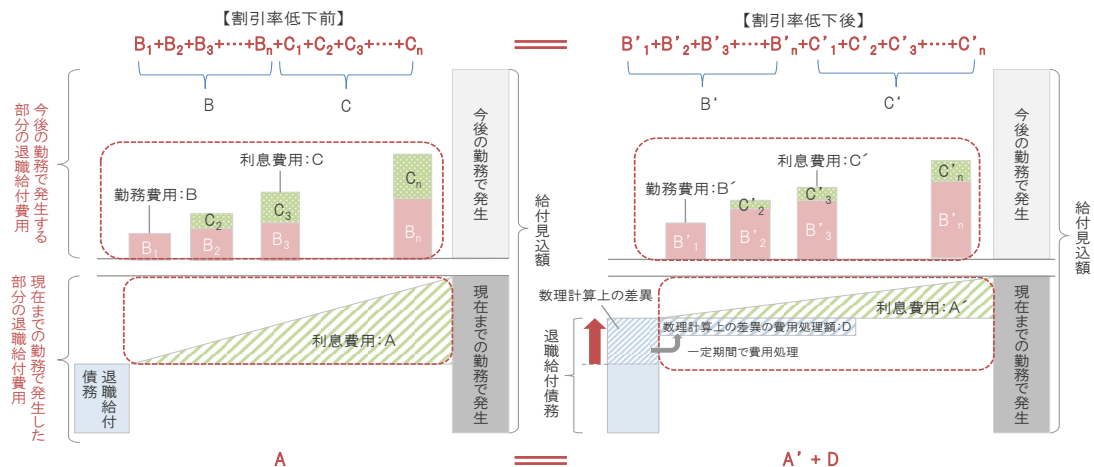 【割引率低下前】
B1+B2+B3+…+Bn+C1+C2+C3+…+Cn
B
C
今後の勤務で発生する
部分の退職給付費用
利息費用：C
勤務費用：B
B1
C2
B2
C3
B3
Cn
Bn
今後の勤務で発生
給付見込額
現在までの勤務で発生した
部分の退職給付費用
利息費用：A
退職給付
債務
現在までの勤務で発生
A
【割引率低下後】
B’1+B’2+B’3+…+B’n+C’1+C’2+C’3+…+C’n
B‘
C‘
利息費用：C´
勤務費用：B´
B’1
C’2
B’2
C’3
B’3
C’n
B’n
今後の勤務で発生
給付見込額
数理計算上の差異
利息費用：A´
数理計算上の差異の費用処理額：D
一定期間で費用処理
退職給付債務
現在までの勤務で発生
A’ + D